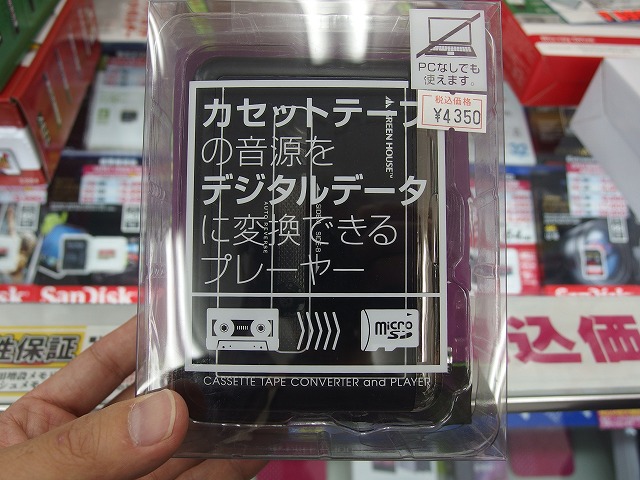 PCなしでも
使えます。
税込価格
¥4350
GREEN HOUSE™
カセットテープ
の音源を
デジタルデータ
に変換できる
プレーヤー
micro
SD
CASSETTE TAPE CONVERTER and PLAYER
SanDisk
SanDisk
性保証
込価